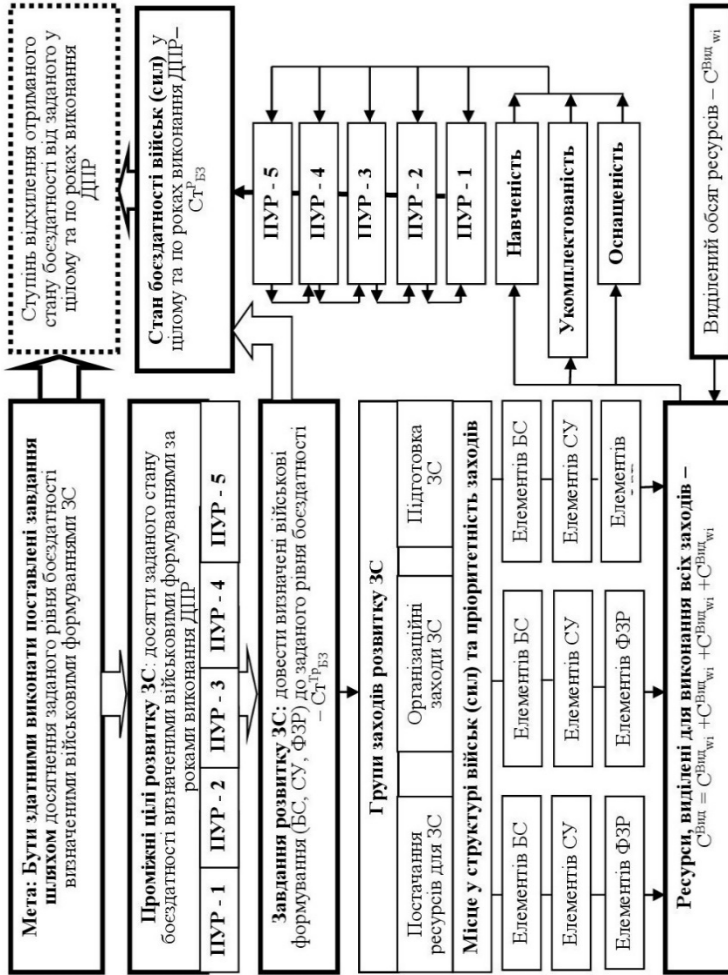 Мета: Бути здатними виконати поставлені завдання
шляхом досягнення заданого рівня боєздатності
визначеними військовими формуваннями ЗС
Ступінь відхилення отриманого
стану боєздатності від заданого у
цілому та по роках виконання
ДПР
Проміжні цілі розвитку ЗС: досягти заданого стану
боєздатності визначеними військовими формуваннями за
роками виконання ДПР
ПУР - 1
ПУР - 2
ПУР - 3
ПУР - 4
ПУР - 5
Стан боєздатності військ (сил) у
цілому та по роках виконання ДПР–
Ст^Р_БЗ
Завдання розвитку ЗС: довести визначені військові
формування (БС, СУ, ФЗР) до заданого рівня боєздатності
– Ст^Тр_БЗ
ПУР - 5
ПУР - 4
ПУР - 3
ПУР - 2
ПУР - 1
Групи заходів розвитку ЗС
Постачання
ресурсів для ЗС
Організаційні
заходи ЗС
Підготовка
ЗС
Місце у структурі військ (сил) та пріоритетність заходів
Елементів БС
Елементів СУ
Елементів ФЗР
Елементів БС
Елементів СУ
Елементів ФЗР
Елементів БС
Елементів СУ
Елементів
Навченість
Укомплектованість
Оснащеність
Ресурси, виділені для виконання всіх заходів –
С^Вид = С^Вид_wi + С^Вид_wi + С^Вид_wi
Виділений обсяг ресурсів – С^Вид_wi